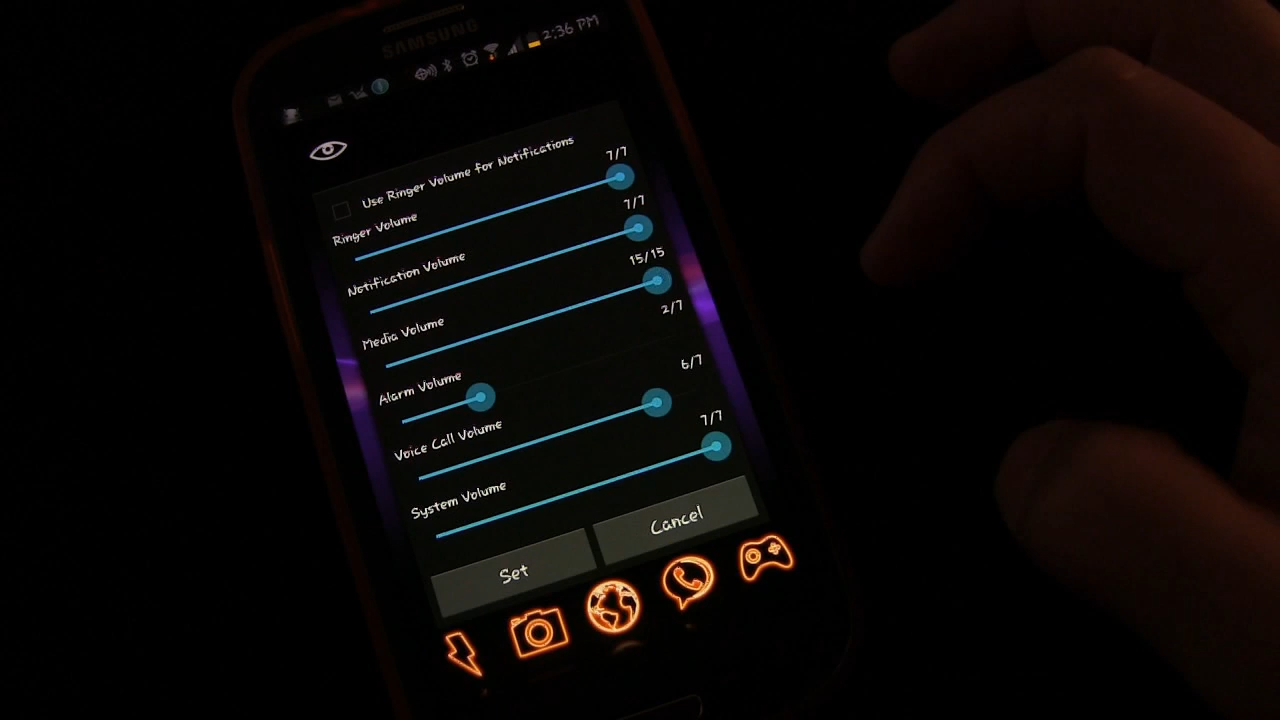 SAMSUNG
2:36 PM
Use Ringer Volume for Notifications
Ringer Volume 7/7
Notification Volume 7/7
Media Volume 15/15
Alarm Volume 2/7
Voice Call Volume 6/7
System Volume 7/7
Set Cancel